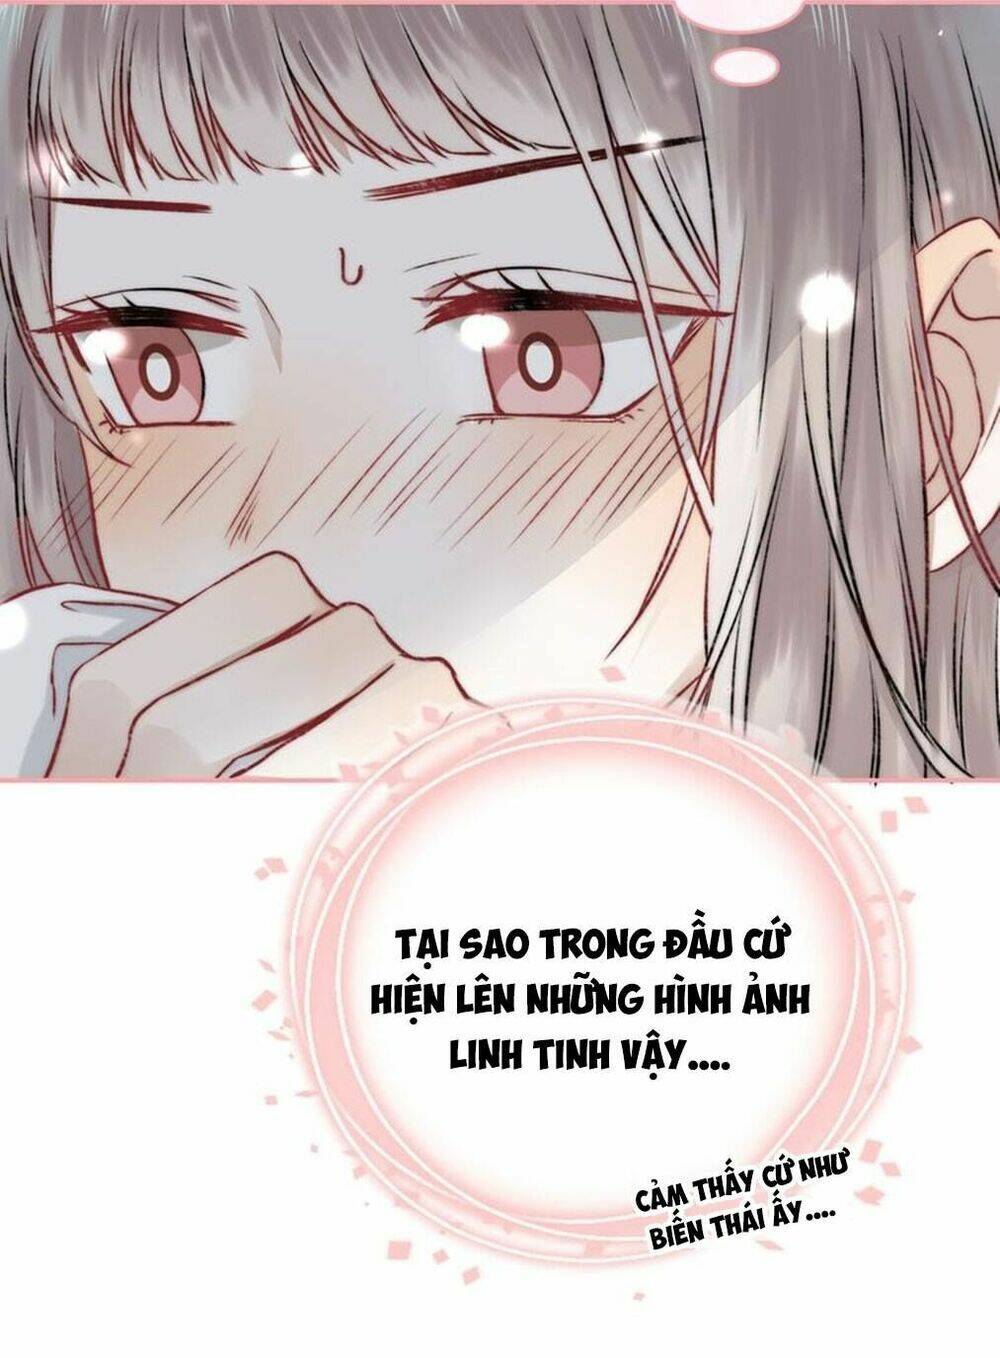 TẠI SAO TRONG ĐẦU CỨ
HIỆN LÊN NHỮNG HÌNH ẢNH
LINH TINH VẬY....
CẢM THẤY CỨ NHƯ
BIẾN THÁI ẤY....